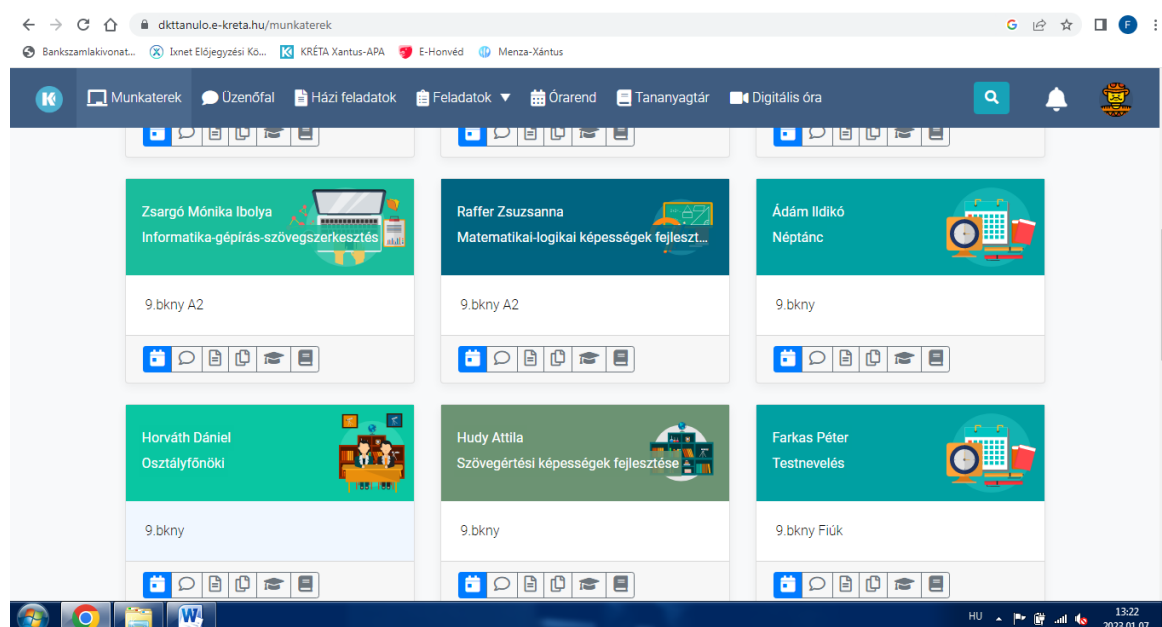 dkttanulo.e-kreta.hu/munkaterek
Bankszamlakivonat... Ixnet Előjegyzési Kö... KRÉTA Xantus-APA E-Honvéd Menza-Xántus
Munkaterek Üzenőfal Házi feladatok Feladatok ▼ Órarend Tananyagtár Digitális óra
Zsargó Mónika Ibolya
Informatika-gépírás-szövegszerkesztés
Raffer Zsuzsanna
Matematikai-logikai képességek fejleszt...
Ádám Ildikó
Néptánc
9.bkny A2
9.bkny A2
9.bkny
Horváth Dániel
Osztályfőnöki
Hudy Attila
Szövegértési képességek fejlesztése
Farkas Péter
Testnevelés
9.bkny
9.bkny
9.bkny Fiúk
HU
13:22
2023.01.07.